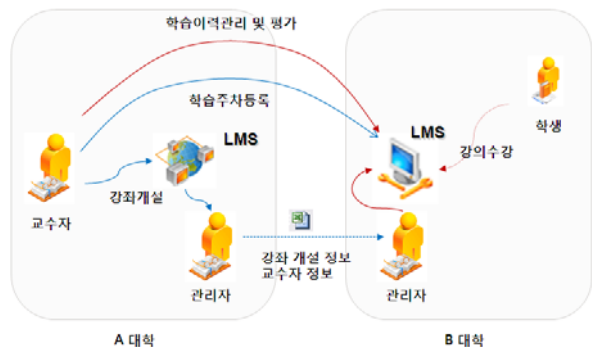 학습이력관리 및 평가
학습주차등록
LMS
LMS
학생
강의수강
강좌개설
교수자
강좌 개설 정보
교수자 정보
관리자
관리자
A 대학
B 대학